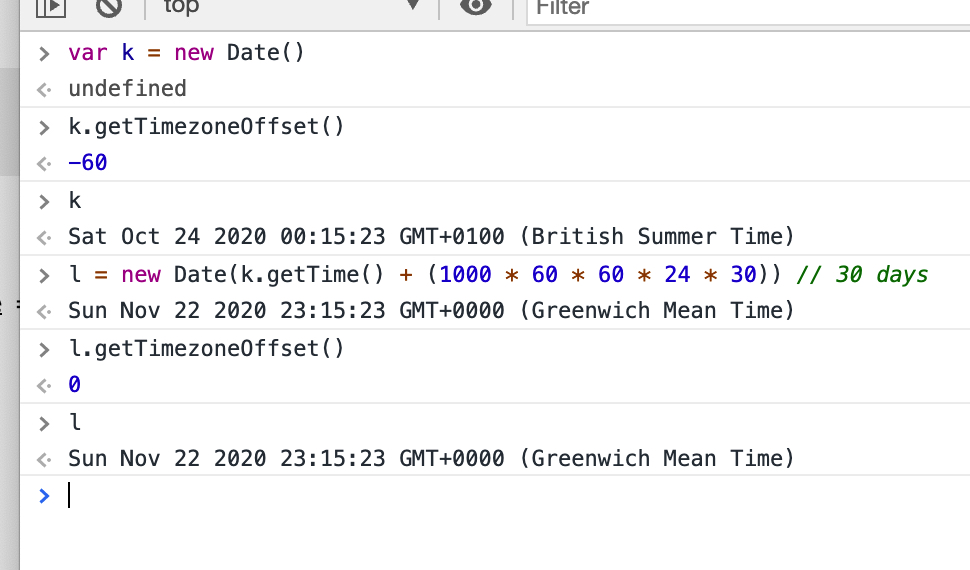 top
Filter
> var k = new Date()
<· undefined
> k.getTimezoneOffset()
<· -60
> k
<· Sat Oct 24 2020 00:15:23 GMT+0100 (British Summer Time)
> l = new Date(k.getTime() + (1000 * 60 * 60 * 24 * 30)) // 30 days
<· Sun Nov 22 2020 23:15:23 GMT+0000 (Greenwich Mean Time)
> l.getTimezoneOffset()
<· 0
> l
<· Sun Nov 22 2020 23:15:23 GMT+0000 (Greenwich Mean Time)
>